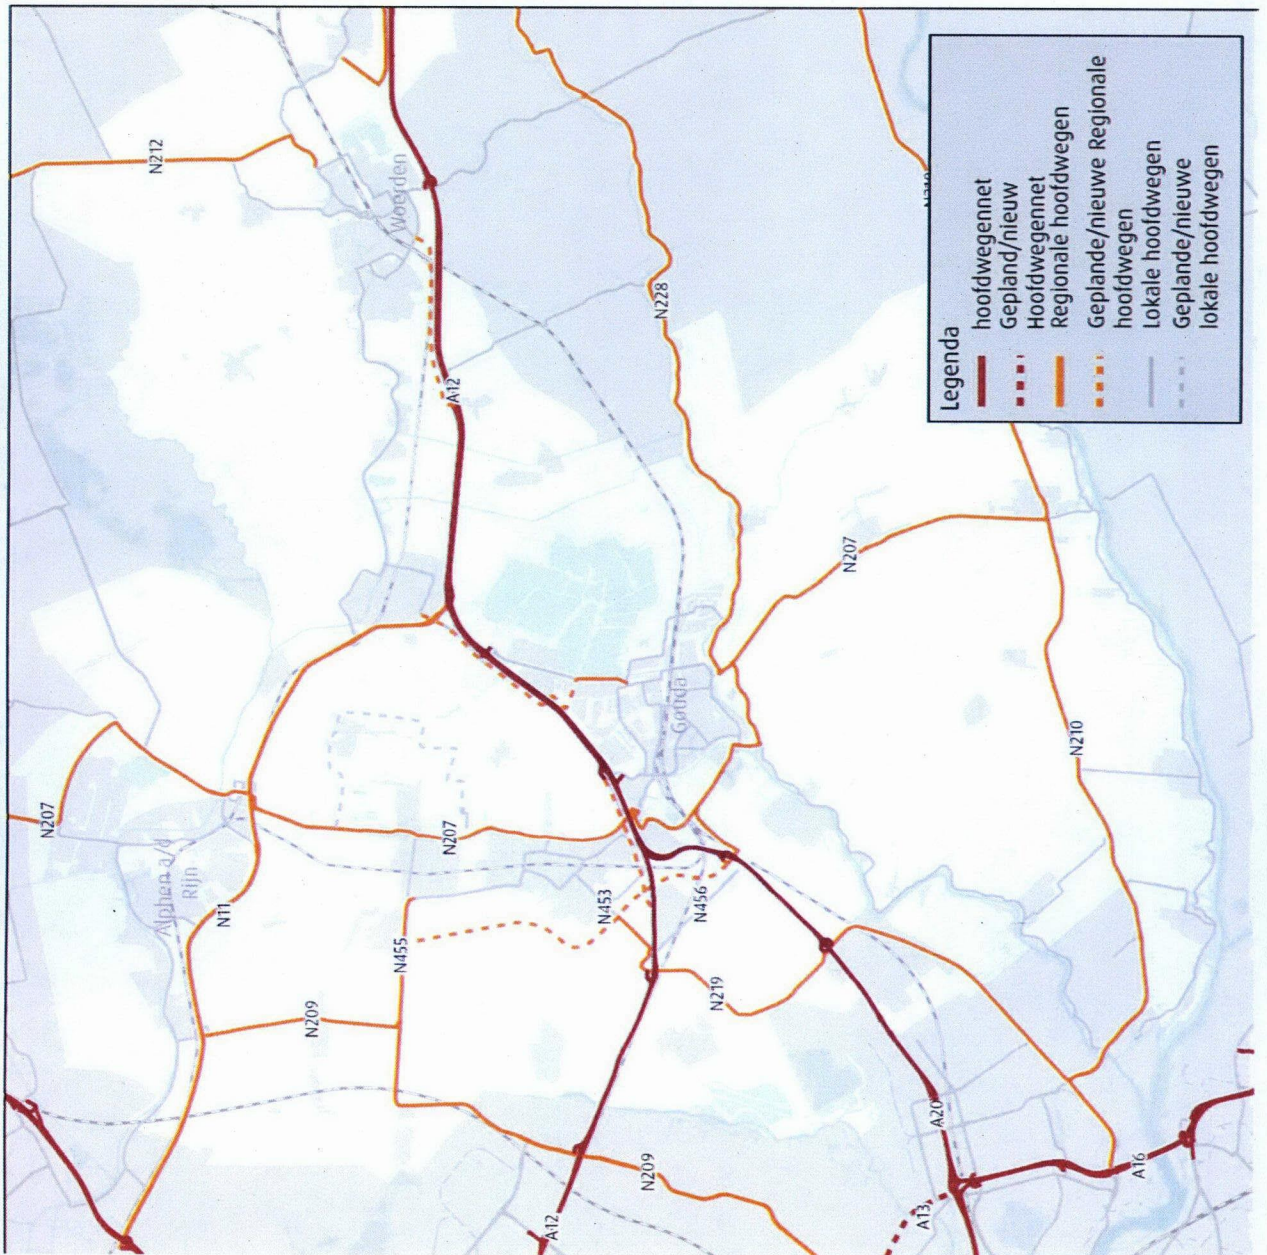 N207
Alphen a/d
Rijn
N11
N209
N455
N207
N453
N456
N219
A12
N209
A13
A20
A16
N212
Woerden
A12
N228
Gouda
N207
N210
Legenda
hoofdwegennet
Gepland/nieuw
Hoofdwegennet
Regionale hoofdwegen
Geplande/nieuwe Regionale
hoofdwegen
Lokale hoofdwegen
Geplande/nieuwe
lokale hoofdwegen